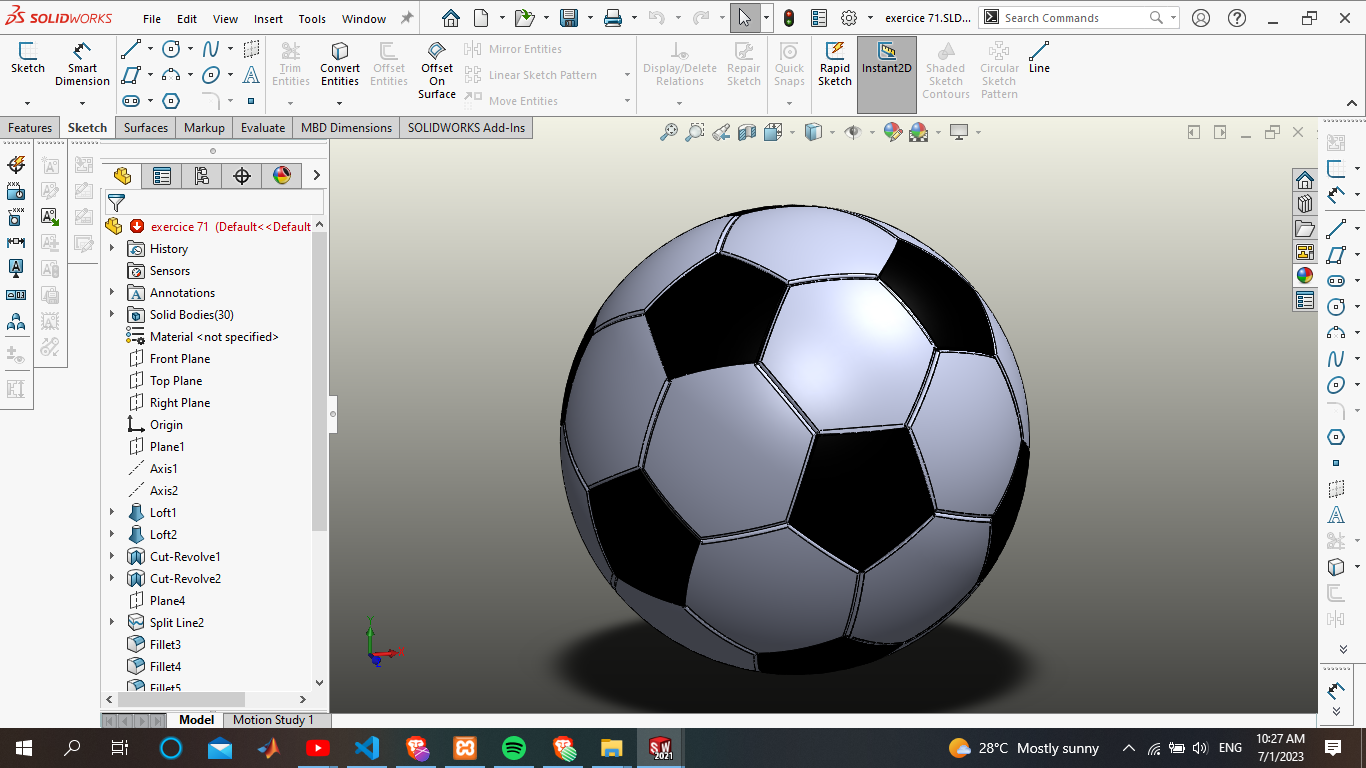 SOLIDWORKS File Edit View Insert Tools Window exercice 71.SLD... Search Commands
Sketch Smart Dimension Trim Entities Convert Entities Offset Entities Offset On Surface Mirror Entities Display/Delete Relations Repair Sketch Quick Snaps Rapid Sketch Instant2D Shaded Sketch Contours Circular Sketch Pattern Line
Linear Sketch Pattern
Move Entities
Features Sketch Surfaces Markup Evaluate MBD Dimensions SOLIDWORKS Add-Ins
exercice 71 (Default<<Default
History
Sensors
Annotations
Solid Bodies(30)
Material <not specified>
Front Plane
Top Plane
Right Plane
Origin
Plane1
Axis1
Axis2
Loft1
Loft2
Cut-Revolve1
Cut-Revolve2
Plane4
Split Line2
Fillet3
Fillet4
Fillet5
Model Motion Study 1
28°C Mostly sunny ENG 10:27 AM
7/1/2023
SW 2021